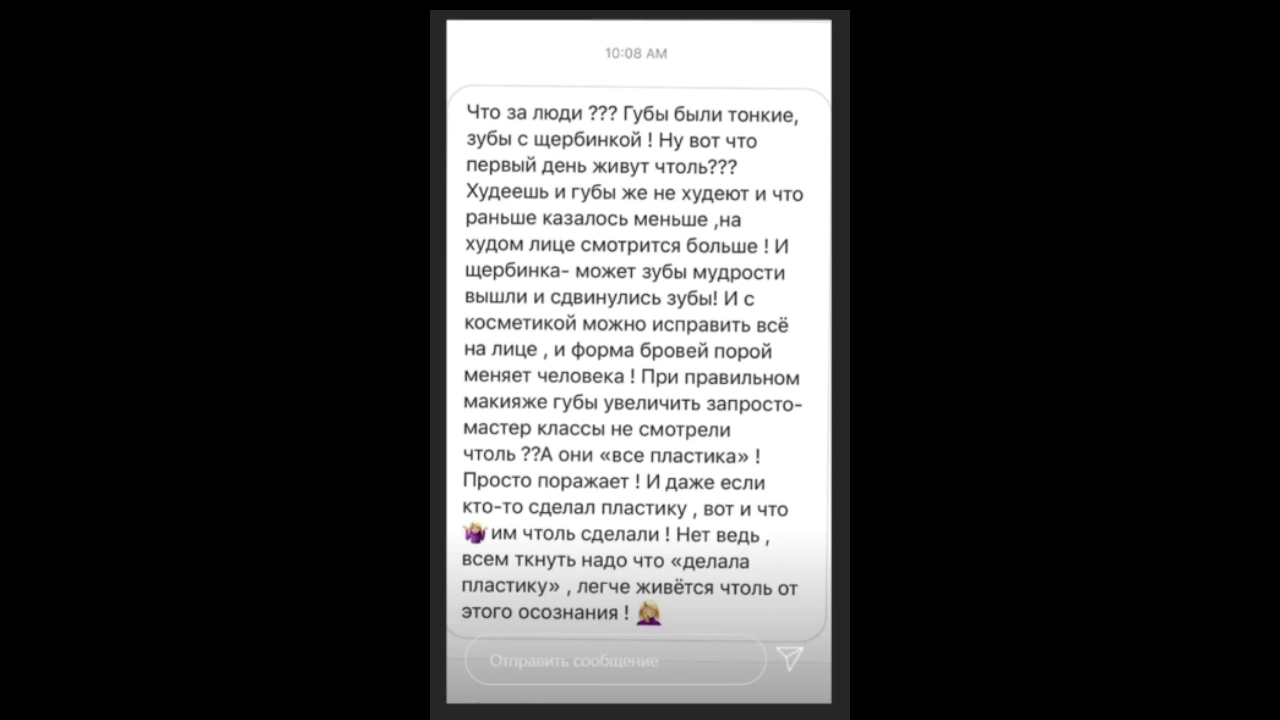 10:08 AM
Что за люди ??? Губы были тонкие,
зубы с щербинкой ! Ну вот что
первый день живут чтоль???
Худеешь и губы же не худеют и что
раньше казалось меньше ,на
худом лице смотрится больше ! И
щербинка- может зубы мудрости
вышли и сдвинулись зубы! И с
косметикой можно исправить всё
на лице , и форма бровей порой
меняет человека ! При правильном
макияже губы увеличить запросто-
мастер классы не смотрели
чтоль ??А они «все пластика» !
Просто поражает ! И даже если
кто-то сделал пластику , вот и что
🤷🏼‍♀️ им чтоль сделали ! Нет ведь ,
всем ткнуть надо что «делала
пластику» , легче живётся чтоль от
этого осознания ! 🤦🏼‍♀️
Отправить сообщение